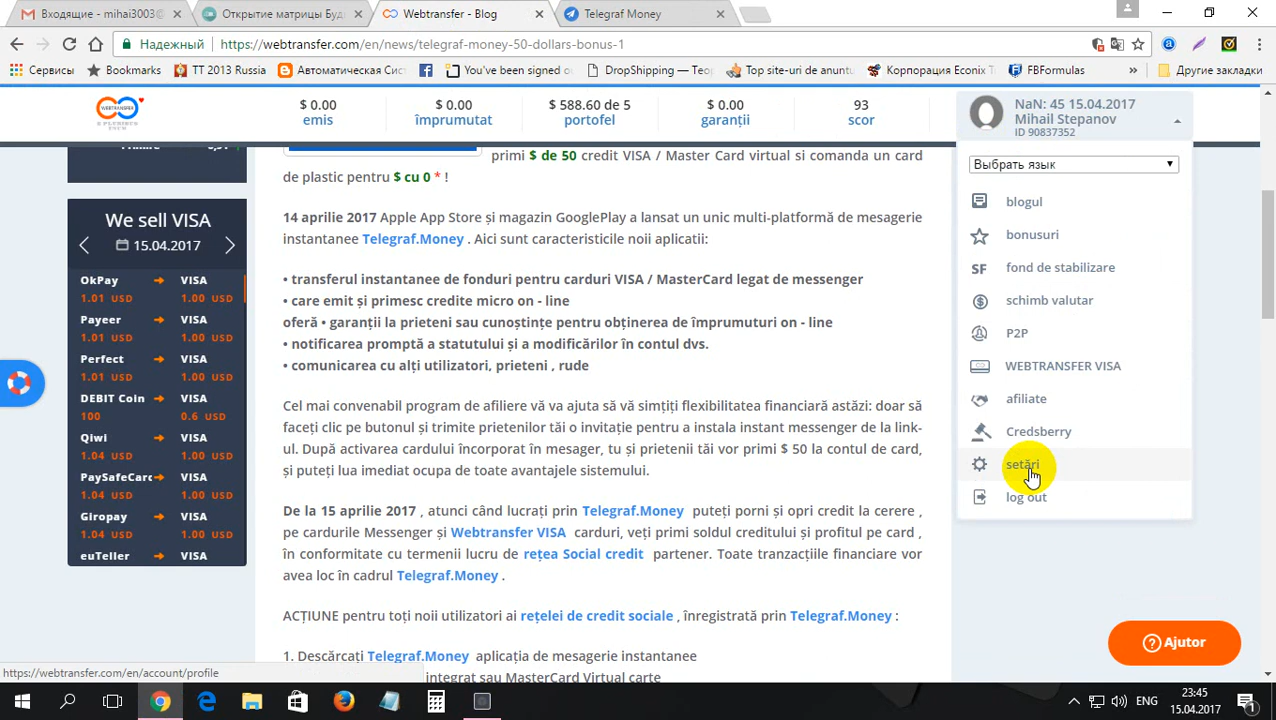 Входящие - mihai3003@
Открытие матрицы Буд
Webtransfer - Blog
Telegraf Money
Надежный
https://webtransfer.com/en/news/telegraf-money-50-dollars-bonus-1
Сервисы
Bookmarks
TT 2013 Russia
Автоматическая Сис
You've been signed o
DropShipping — Тео
Top site-uri de anuntu
Корпорация Econix T
FBFormulas
»
Другие закладки
WEBTRANSFER
$ 0.00
emis
$ 0.00
împrumutat
$ 588.60 de 5
portofel
$ 0.00
garanții
93
scor
NaN: 45 15.04.2017
Mihail Stepanov
ID 90837352
Выбрать язык
blogul
bonusuri
SF fond de stabilizare
schimb valutar
P2P
WEBTRANSFER VISA
afiliate
Credsberry
setări
log out
We sell VISA
15.04.2017
OkPay VISA
1.01 USD 1.00 USD
Payeer VISA
1.01 USD 1.00 USD
Perfect VISA
1.01 USD 1.00 USD
DEBIT Coin VISA
100 0.6 USD
Qiwi VISA
1.04 USD 1.00 USD
PaySafeCard VISA
1.04 USD 1.00 USD
Giropay VISA
1.04 USD 1.00 USD
euTeller VISA
primi $ de 50 credit VISA / Master Card virtual si comanda un card
de plastic pentru $ cu 0 * !
14 aprilie 2017 Apple App Store și magazin GooglePlay a lansat un unic multi-platformă de mesagerie
instantanee Telegraf.Money . Aici sunt caracteristicile noii aplicatii:
• transferul instantanee de fonduri pentru carduri VISA / MasterCard legat de messenger
• care emit și primesc credite micro on - line
oferă • garanții la prieteni sau cunoștințe pentru obținerea de împrumuturi on - line
• notificarea promptă a statutului și a modificărilor în contul dvs.
• comunicarea cu alți utilizatori, prieteni , rude
Cel mai convenabil program de afiliere vă va ajuta să vă simțiți flexibilitatea financiară astăzi: doar să
faceți clic pe butonul și trimite prietenilor tăi o invitație pentru a instala instant messenger de la link-
ul. După activarea cardului încorporat în mesager, tu și prietenii tăi vor primi $ 50 la contul de card,
și puteți lua imediat ocupa de toate avantajele sistemului.
De la 15 aprilie 2017 , atunci când lucrați prin Telegraf.Money puteți porni și opri credit la cerere ,
pe cardurile Messenger și Webtransfer VISA carduri, veți primi soldul creditului și profitul pe card ,
în conformitate cu termenii lucru de rețea Social credit partener. Toate tranzacțiile financiare vor
avea loc în cadrul Telegraf.Money .
ACȚIUNE pentru toți noii utilizatori ai rețelei de credit sociale , înregistrată prin Telegraf.Money :
1. Descărcați Telegraf.Money aplicația de mesagerie instantanee
integrat sau MasterCard Virtual carte
Ajutor
https://webtransfer.com/en/account/profile
ENG
23:45
15.04.2017
1